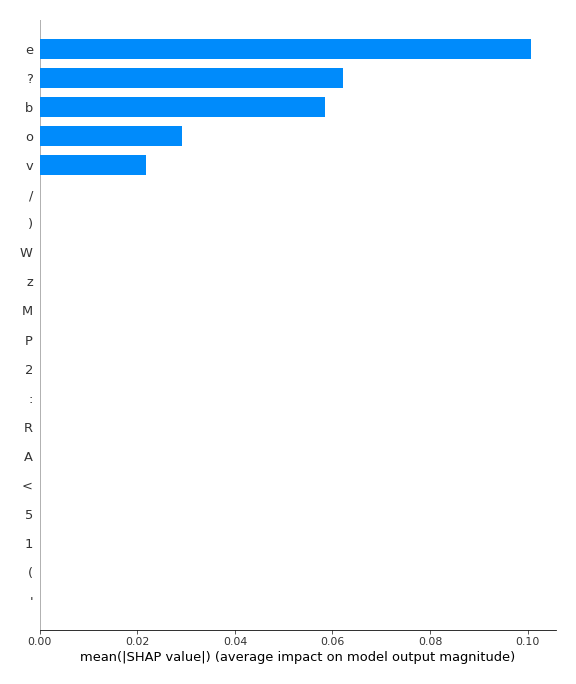 e
?
b
o
v
/
)
W
z
M
P
2
:
R
A
<
5
1
(
'
0.00 0.02 0.04 0.06 0.08 0.10
mean(|SHAP value|) (average impact on model output magnitude)